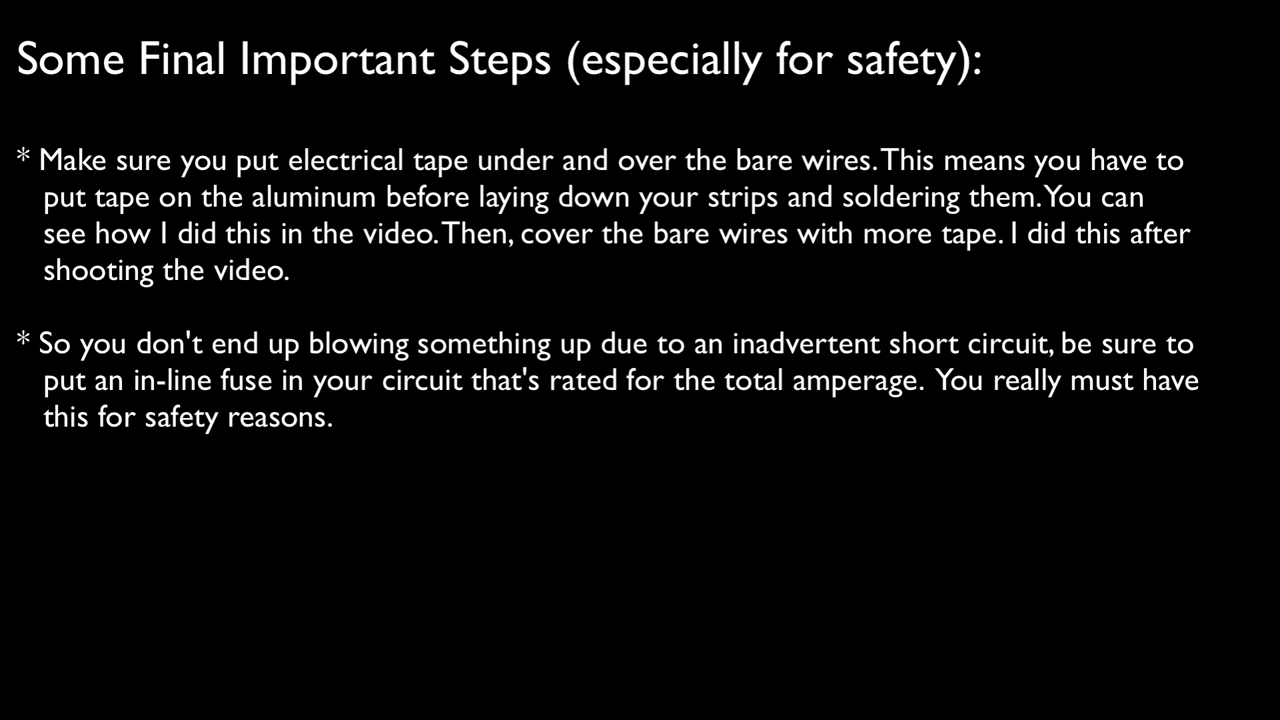 Some Final Important Steps (especially for safety):
* Make sure you put electrical tape under and over the bare wires. This means you have to
put tape on the aluminum before laying down your strips and soldering them. You can
see how I did this in the video. Then, cover the bare wires with more tape. I did this after
shooting the video.
* So you don't end up blowing something up due to an inadvertent short circuit, be sure to
put an in-line fuse in your circuit that's rated for the total amperage. You really must have
this for safety reasons.